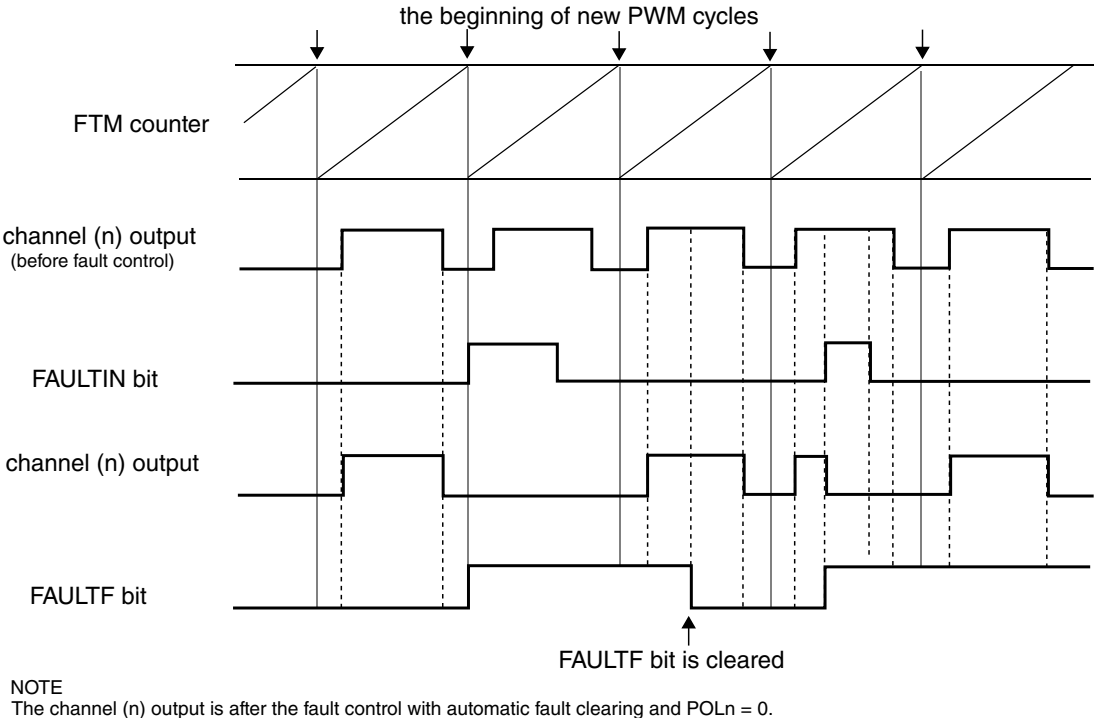 the beginning of new PWM cycles
FTM counter
channel (n) output
(before fault control)
FAULTIN bit
channel (n) output
FAULTF bit
FAULTF bit is cleared
NOTE
The channel (n) output is after the fault control with automatic fault clearing and POLn = 0.